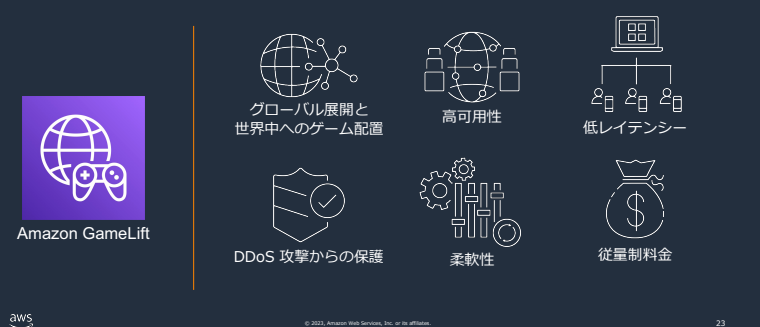 Amazon GameLift
グローバル展開と
世界中へのゲーム配置
高可用性
低レイテンシー
DDoS 攻撃からの保護
柔軟性
従量制料金
aws
© 2023, Amazon Web Services, Inc. or its affiliates.
23